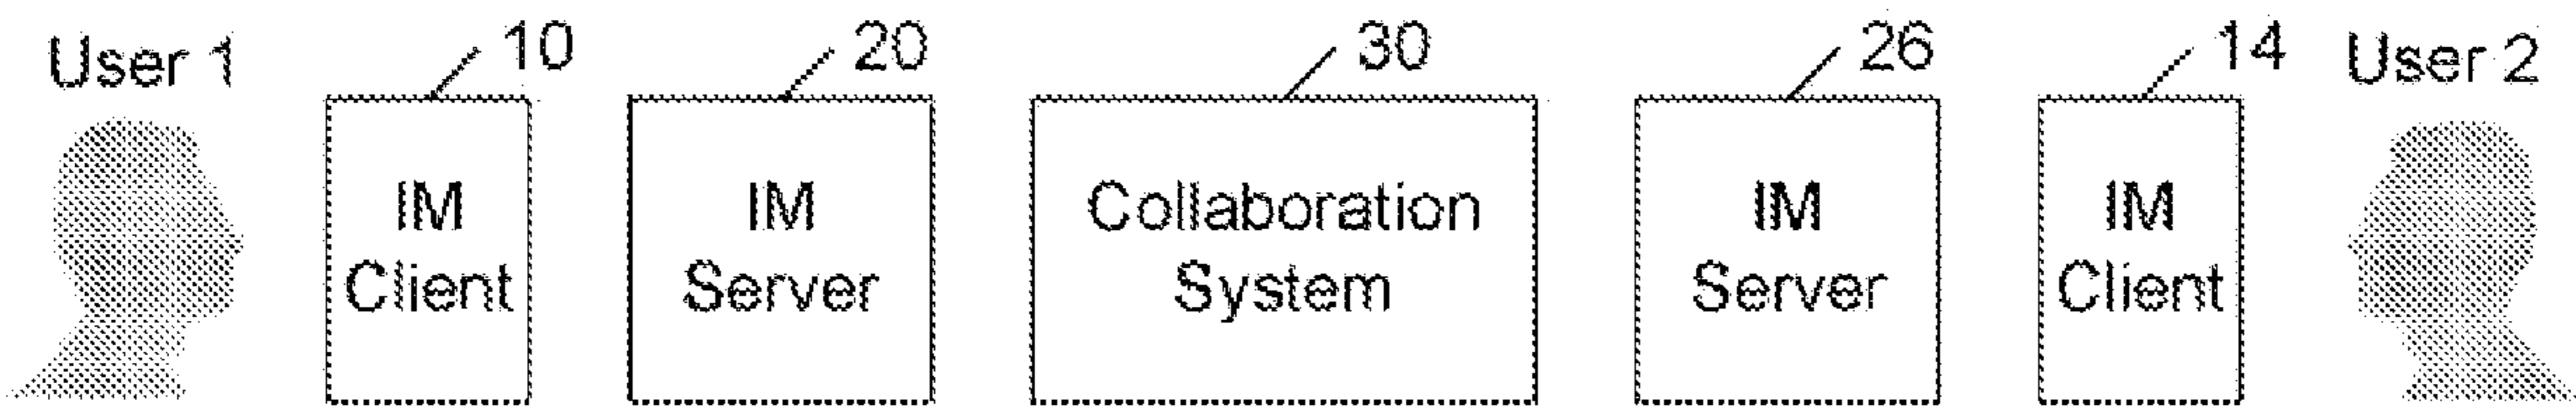 User 1
10
20
30
26
14
User 2
IM
Client
IM
Server
Collaboration
System
IM
Server
IM
Client